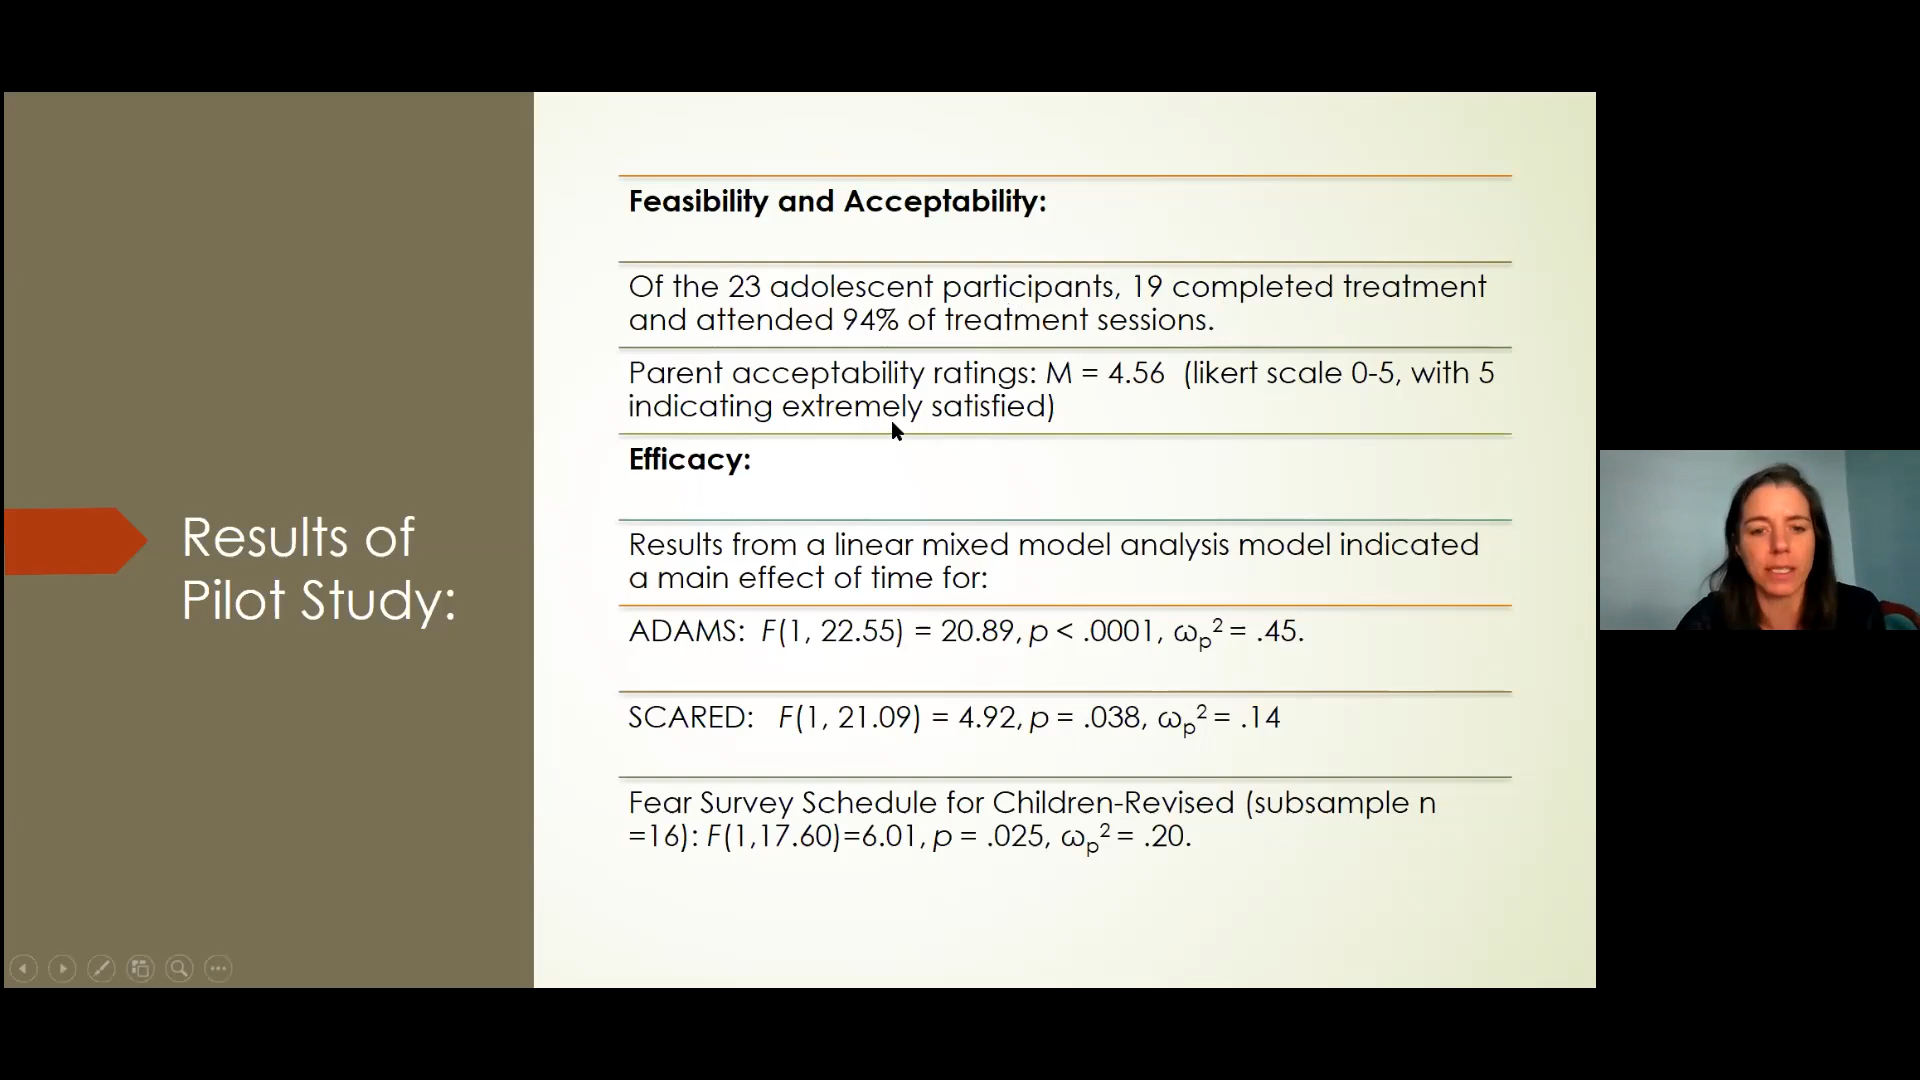 Results of
Pilot Study:
Feasibility and Acceptability:
Of the 23 adolescent participants, 19 completed treatment
and attended 94% of treatment sessions.
Parent acceptability ratings: M = 4.56 (likert scale 0-5, with 5
indicating extremely satisfied)
Efficacy:
Results from a linear mixed model analysis model indicated
a main effect of time for:
ADAMS: F(1, 22.55) = 20.89, p < .0001, ωₚ² = .45.
SCARED: F(1, 21.09) = 4.92, p = .038, ωₚ² = .14
Fear Survey Schedule for Children-Revised (subsample n
=16): F(1,17.60)=6.01, p = .025, ωₚ² = .20.